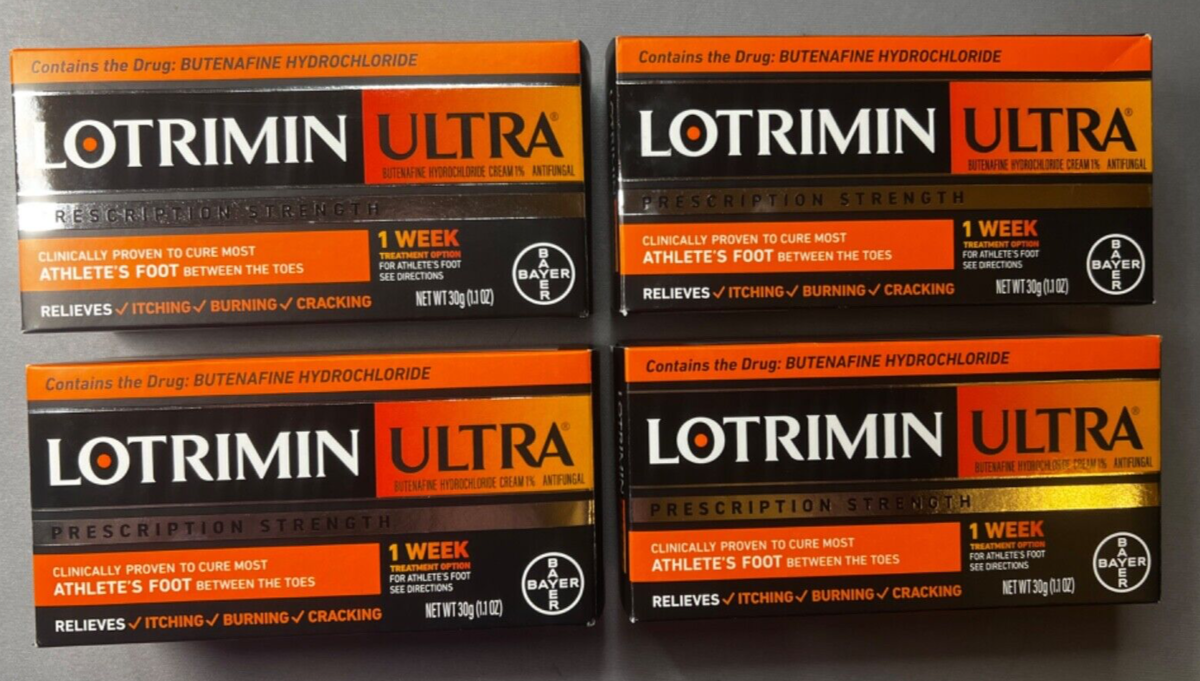 Contains the Drug: BUTENAFINE HYDROCHLORIDE
LOTRIMIN ULTRA®
BUTENAFINE HYDROCHLORIDE CREAM 1% ANTIFUNGAL
PRESCRIPTION STRENGTH
CLINICALLY PROVEN TO CURE MOST
ATHLETE'S FOOT BETWEEN THE TOES
1 WEEK
TREATMENT OPTION
FOR ATHLETE'S FOOT
SEE DIRECTIONS
RELIEVES ✓ ITCHING ✓ BURNING ✓ CRACKING
NET WT 30g (1.1 OZ)
BAYER
BAYER
Contains the Drug: BUTENAFINE HYDROCHLORIDE
LOTRIMIN ULTRA®
BUTENAFINE HYDROCHLORIDE CREAM 1% ANTIFUNGAL
PRESCRIPTION STRENGTH
CLINICALLY PROVEN TO CURE MOST
ATHLETE'S FOOT BETWEEN THE TOES
1 WEEK
TREATMENT OPTION
FOR ATHLETE'S FOOT
SEE DIRECTIONS
RELIEVES ✓ ITCHING ✓ BURNING ✓ CRACKING
NET WT 30g (1.1 OZ)
BAYER
BAYER
Contains the Drug: BUTENAFINE HYDROCHLORIDE
LOTRIMIN ULTRA®
BUTENAFINE HYDROCHLORIDE CREAM 1% ANTIFUNGAL
PRESCRIPTION STRENGTH
CLINICALLY PROVEN TO CURE MOST
ATHLETE'S FOOT BETWEEN THE TOES
1 WEEK
TREATMENT OPTION
FOR ATHLETE'S FOOT
SEE DIRECTIONS
RELIEVES ✓ ITCHING ✓ BURNING ✓ CRACKING
NET WT 30g (1.1 OZ)
BAYER
BAYER
Contains the Drug: BUTENAFINE HYDROCHLORIDE
LOTRIMIN ULTRA®
BUTENAFINE HYDROCHLORIDE CREAM 1% ANTIFUNGAL
PRESCRIPTION STRENGTH
CLINICALLY PROVEN TO CURE MOST
ATHLETE'S FOOT BETWEEN THE TOES
1 WEEK
TREATMENT OPTION
FOR ATHLETE'S FOOT
SEE DIRECTIONS
RELIEVES ✓ ITCHING ✓ BURNING ✓ CRACKING
NET WT 30g (1.1 OZ)
BAYER
BAYER